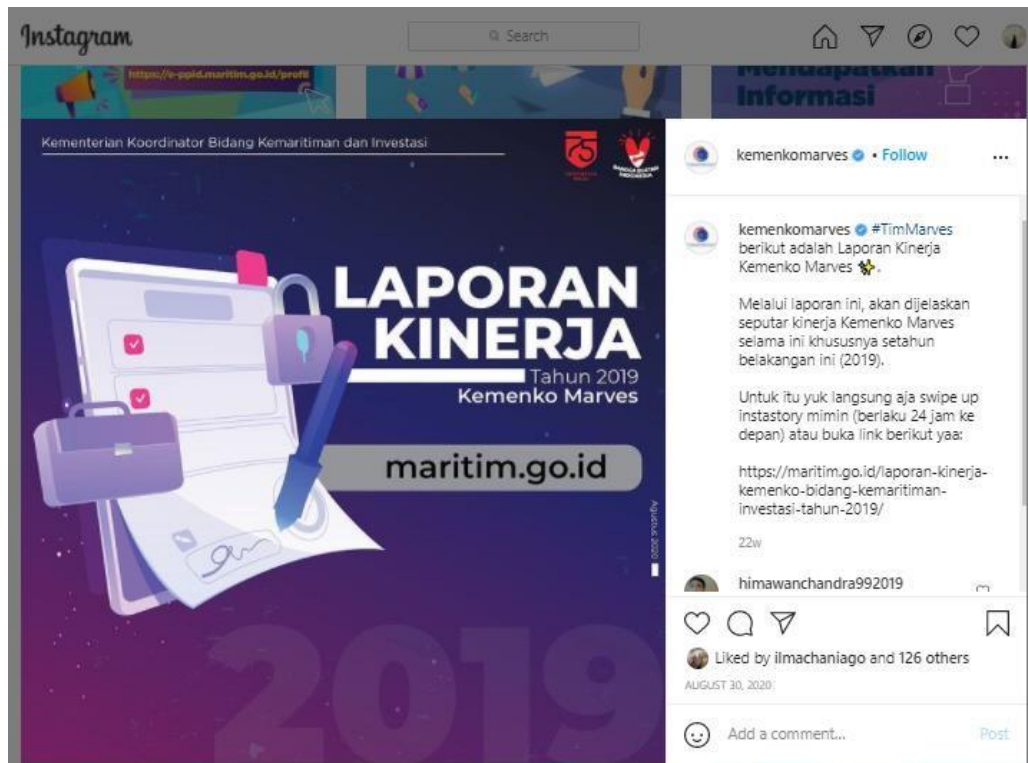 Instagram
Search
https://e-ppid.maritim.go.id/profil
Mendapatkan
Informasi
Kementerian Koordinator Bidang Kemaritiman dan Investasi
75
BANGGA BUATAN
INDONESIA
LAPORAN
KINERJA
Tahun 2019
Kemenko Marves
maritim.go.id
Agustus 2020
2019
kemenkomarves • Follow
kemenkomarves #TimMarves
berikut adalah Laporan Kinerja
Kemenko Marves ✨.
Melalui laporan ini, akan dijelaskan
seputar kinerja Kemenko Marves
selama ini khususnya setahun
belakangan ini (2019).
Untuk itu yuk langsung aja swipe up
instastory mimin (berlaku 24 jam ke
depan) atau buka link berikut yaa:
https://maritim.go.id/laporan-kinerja-
kemenko-bidang-kemaritiman-
investasi-tahun-2019/
22w
himawanchandra992019
Liked by ilmachaniago and 126 others
AUGUST 30, 2020
Add a comment...
Post